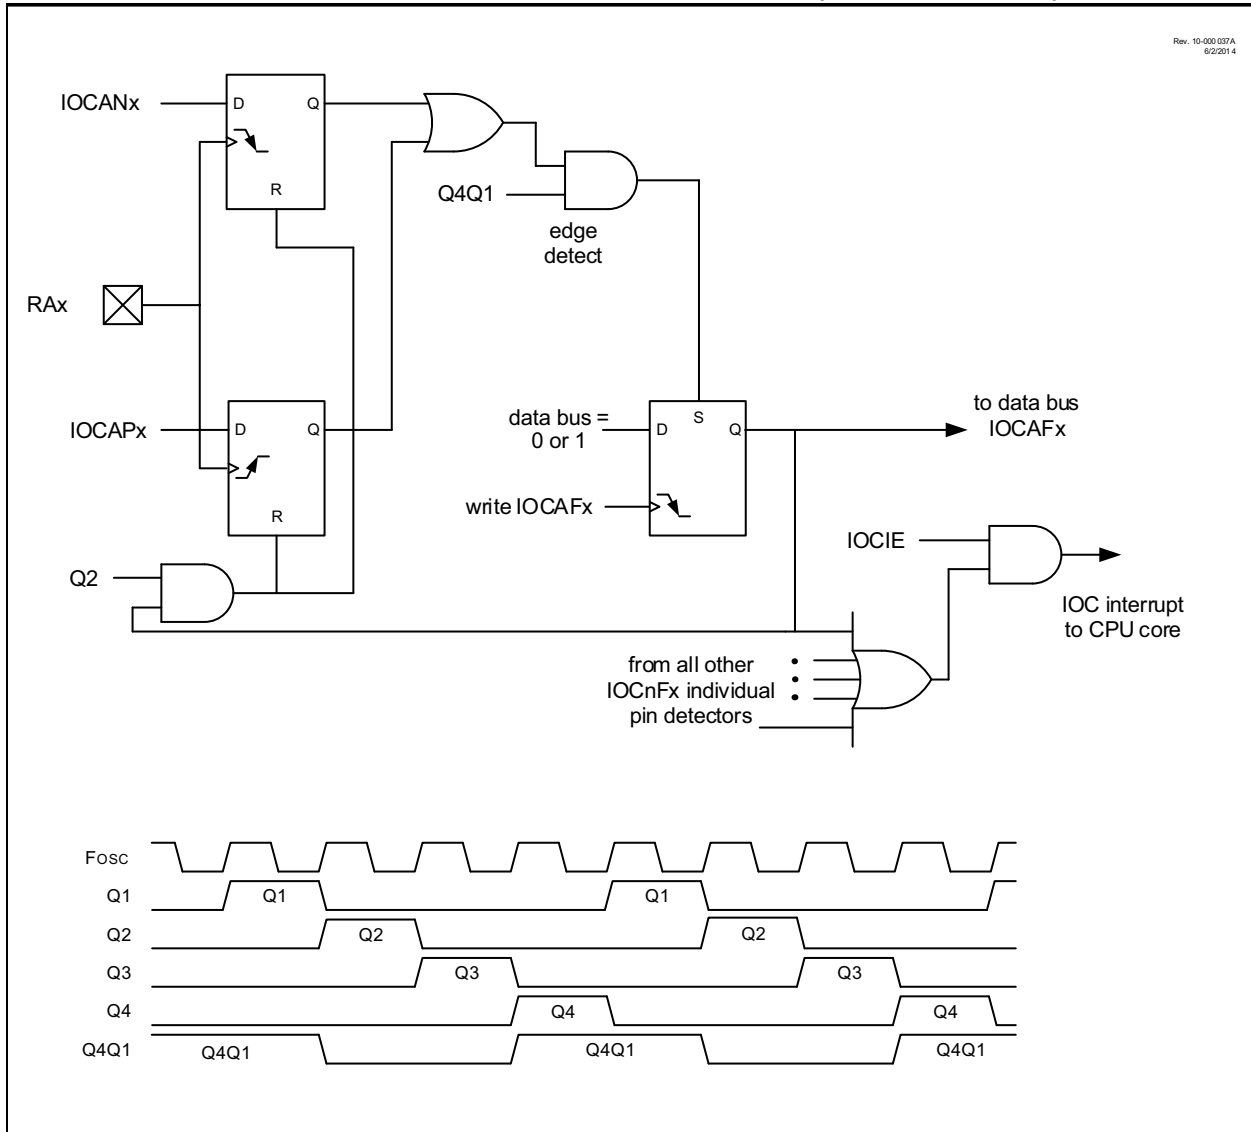 Rev. 10-000 037A
6/2/201 4
IOCANx
D
Q
R
Q4Q1
edge
detect
RAx
IOCAPx
D
Q
R
data bus =
0 or 1
S
D
Q
to data bus
IOCAFx
write IOCAFx
IOCIE
Q2
IOC interrupt
to CPU core
from all other
IOCnFx individual
pin detectors
FOSC
Q1
Q1
Q1
Q2
Q2
Q2
Q3
Q3
Q3
Q4
Q4
Q4
Q4Q1
Q4Q1
Q4Q1
Q4Q1